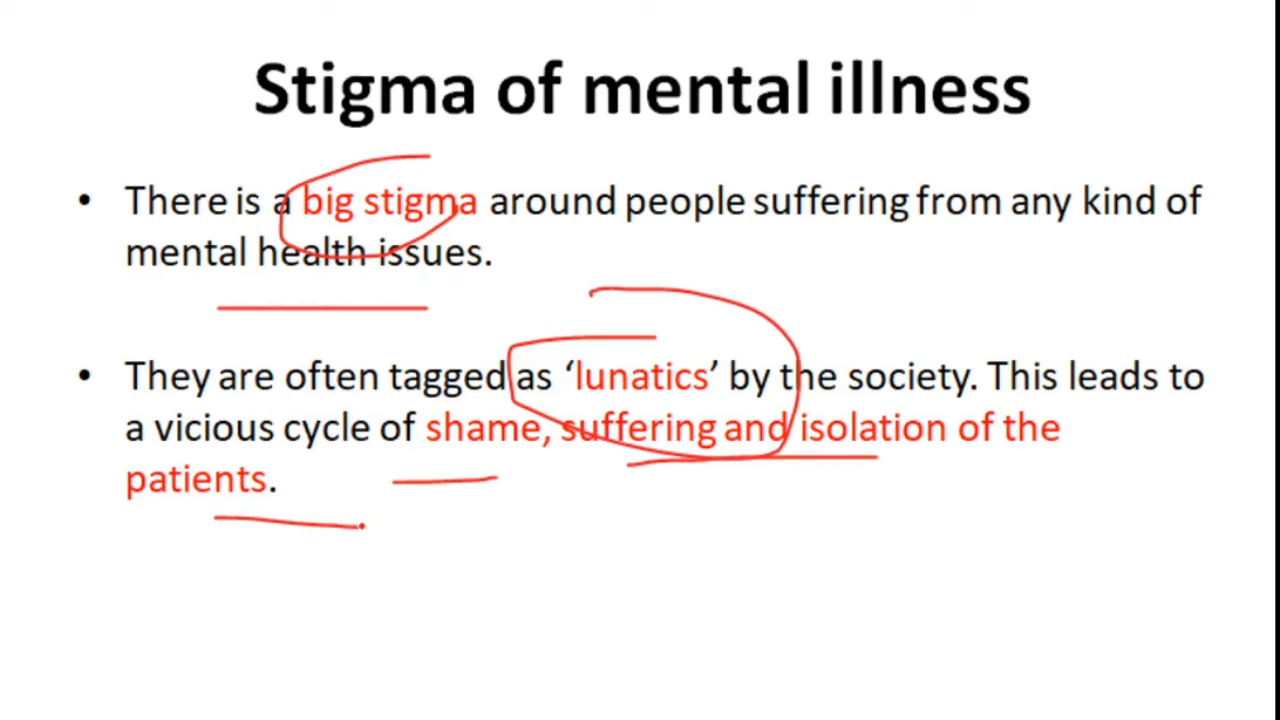 Stigma of mental illness
• There is a big stigma around people suffering from any kind of
mental health issues.
• They are often tagged as ‘lunatics’ by the society. This leads to
a vicious cycle of shame, suffering and isolation of the
patients.